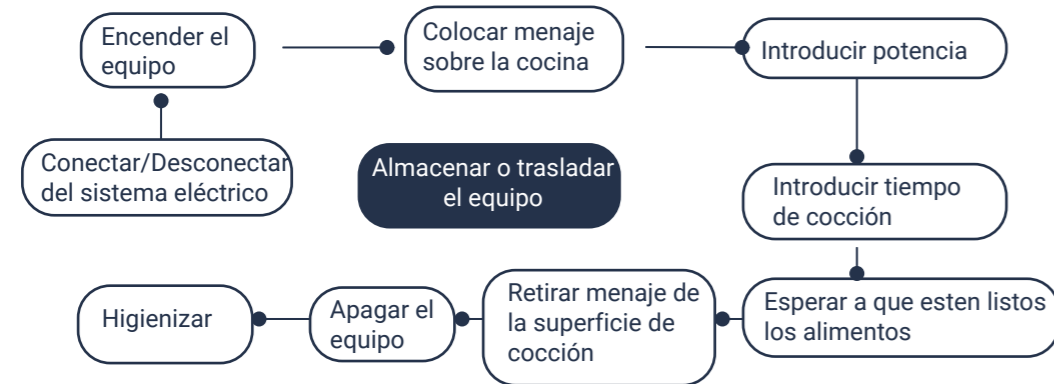 Encender el
equipo
Colocar menaje
sobre la cocina
Introducir potencia
Conectar/Desconectar
del sistema eléctrico
Almacenar o trasladar
el equipo
Introducir tiempo
de cocción
Higienizar
Apagar el
equipo
Retirar menaje de
la superficie de
cocción
Esperar a que esten listos
los alimentos